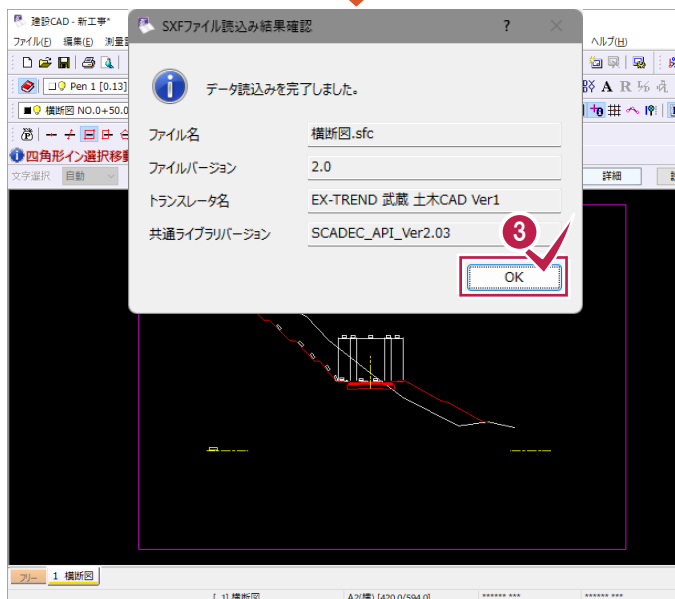 建設CAD - 新工事*
SXFファイル読込み結果確認
?
ファイル(F) 編集(E) 測量
ヘルプ(H)
データ読込みを完了しました。
Pen 1 [0.13]
横断図 NO.0+50.0
ファイル名 横断図.sfc
四角形イン選択移動
ファイルバージョン 2.0
文字選択 自動
詳細
トランスレータ名 EX-TREND 武蔵 土木CAD Ver1
共通ライブラリバージョン SCADEC_API_Ver2.03
3
OK
フリー 1 横断図
[ 1] 横断図 A2(横) [420.0/594.0] ****** *** ****** ***